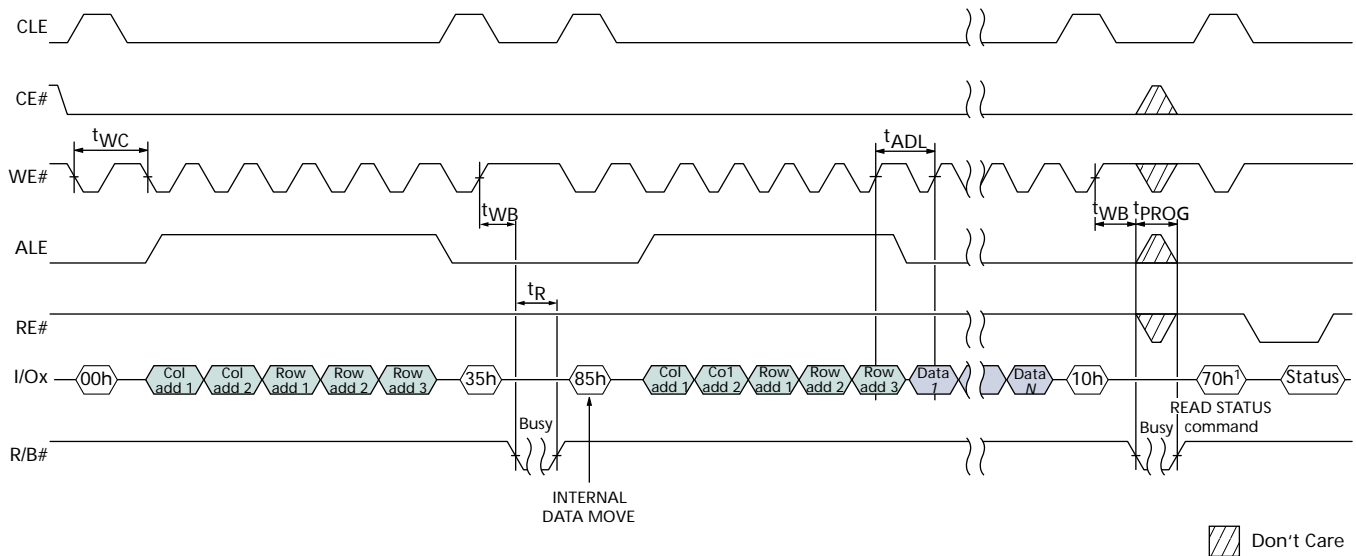 CLE
CE#
tWC
tADL
WE#
tWB
tWB
tPROG
ALE
tR
RE#
I/Ox
00h
Col add 1
Col add 2
Row add 1
Row add 2
Row add 3
35h
85h
Col add 1
Co1 add 2
Row add 1
Row add 2
Row add 3
Data 1
Data N
10h
70h1
Status
READ STATUS
command
Busy
Busy
R/B#
INTERNAL
DATA MOVE
Don't Care